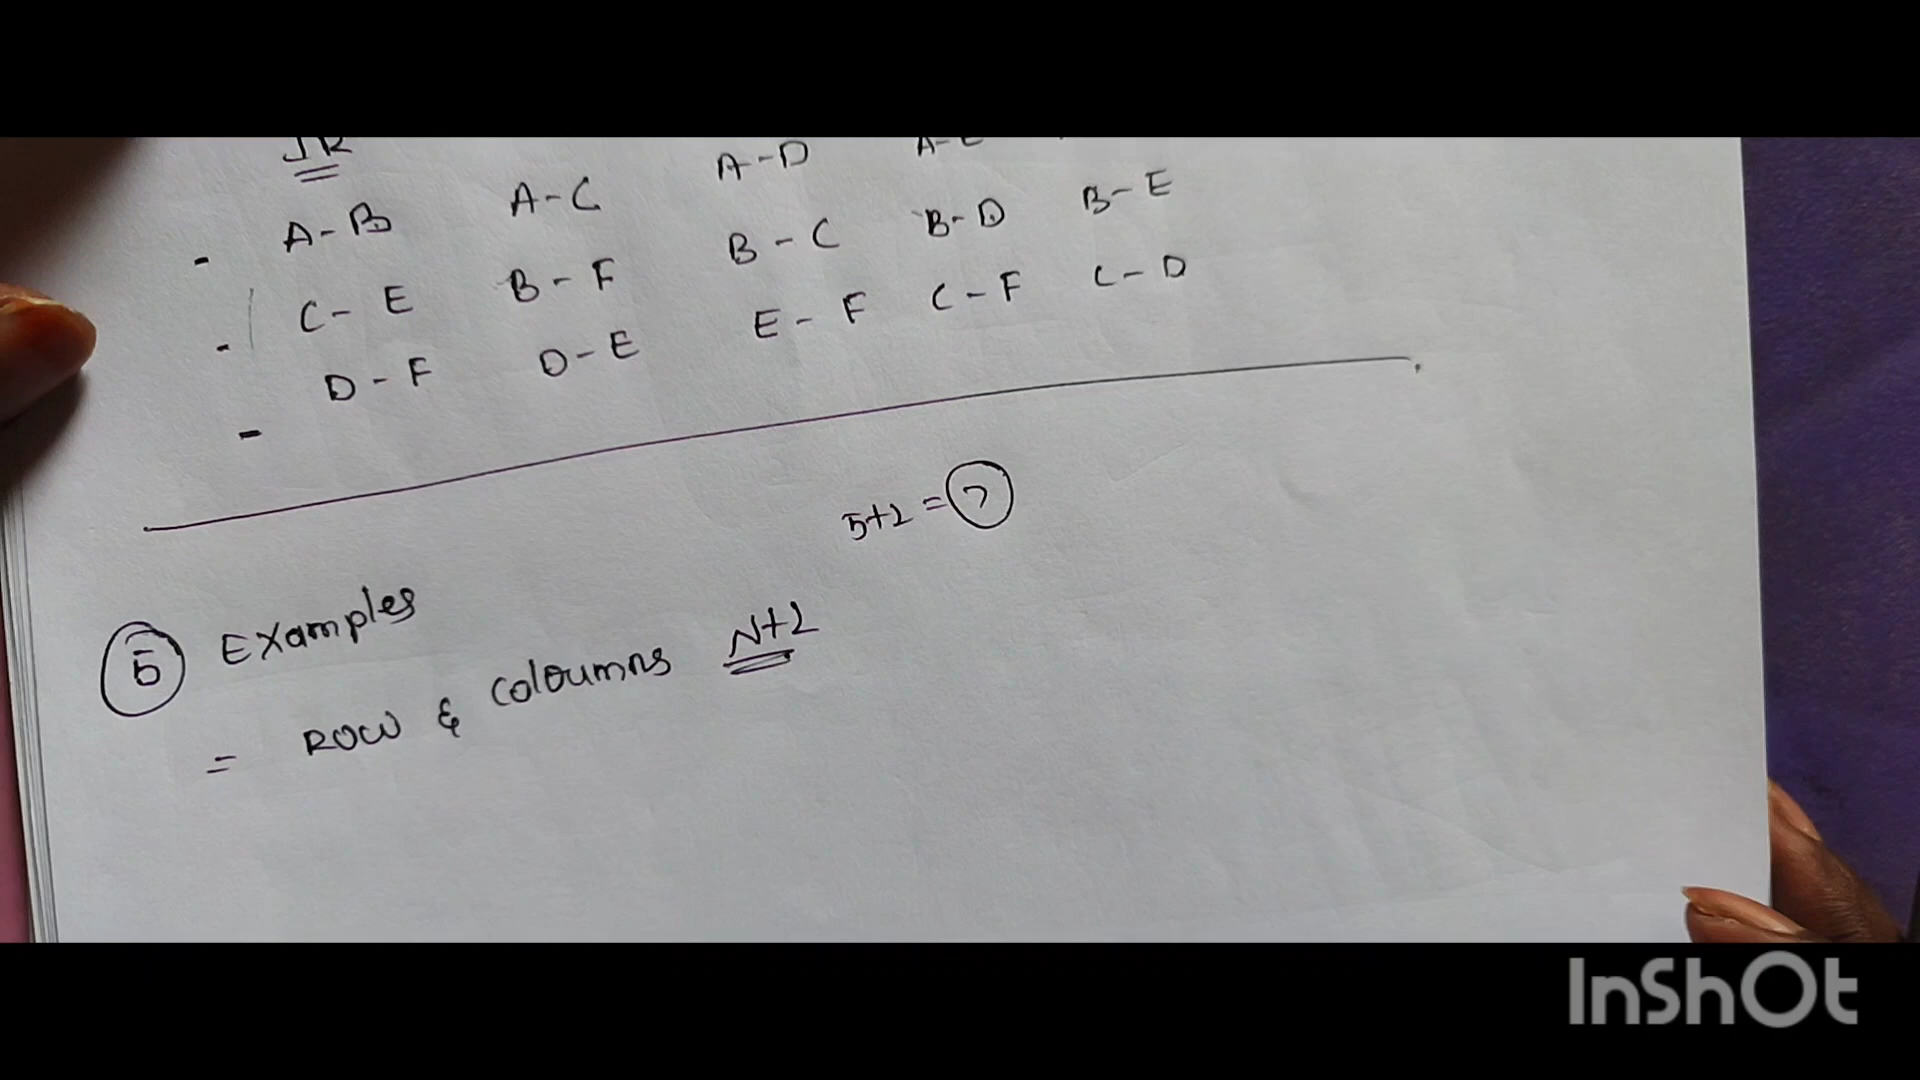 A-B A-C A-D
C-E B-F B-C B-D B-E
D-F D-E E-F C-F C-D
5+2 = 7
5 Examples
= ROW & coloumns N+2
InShOt